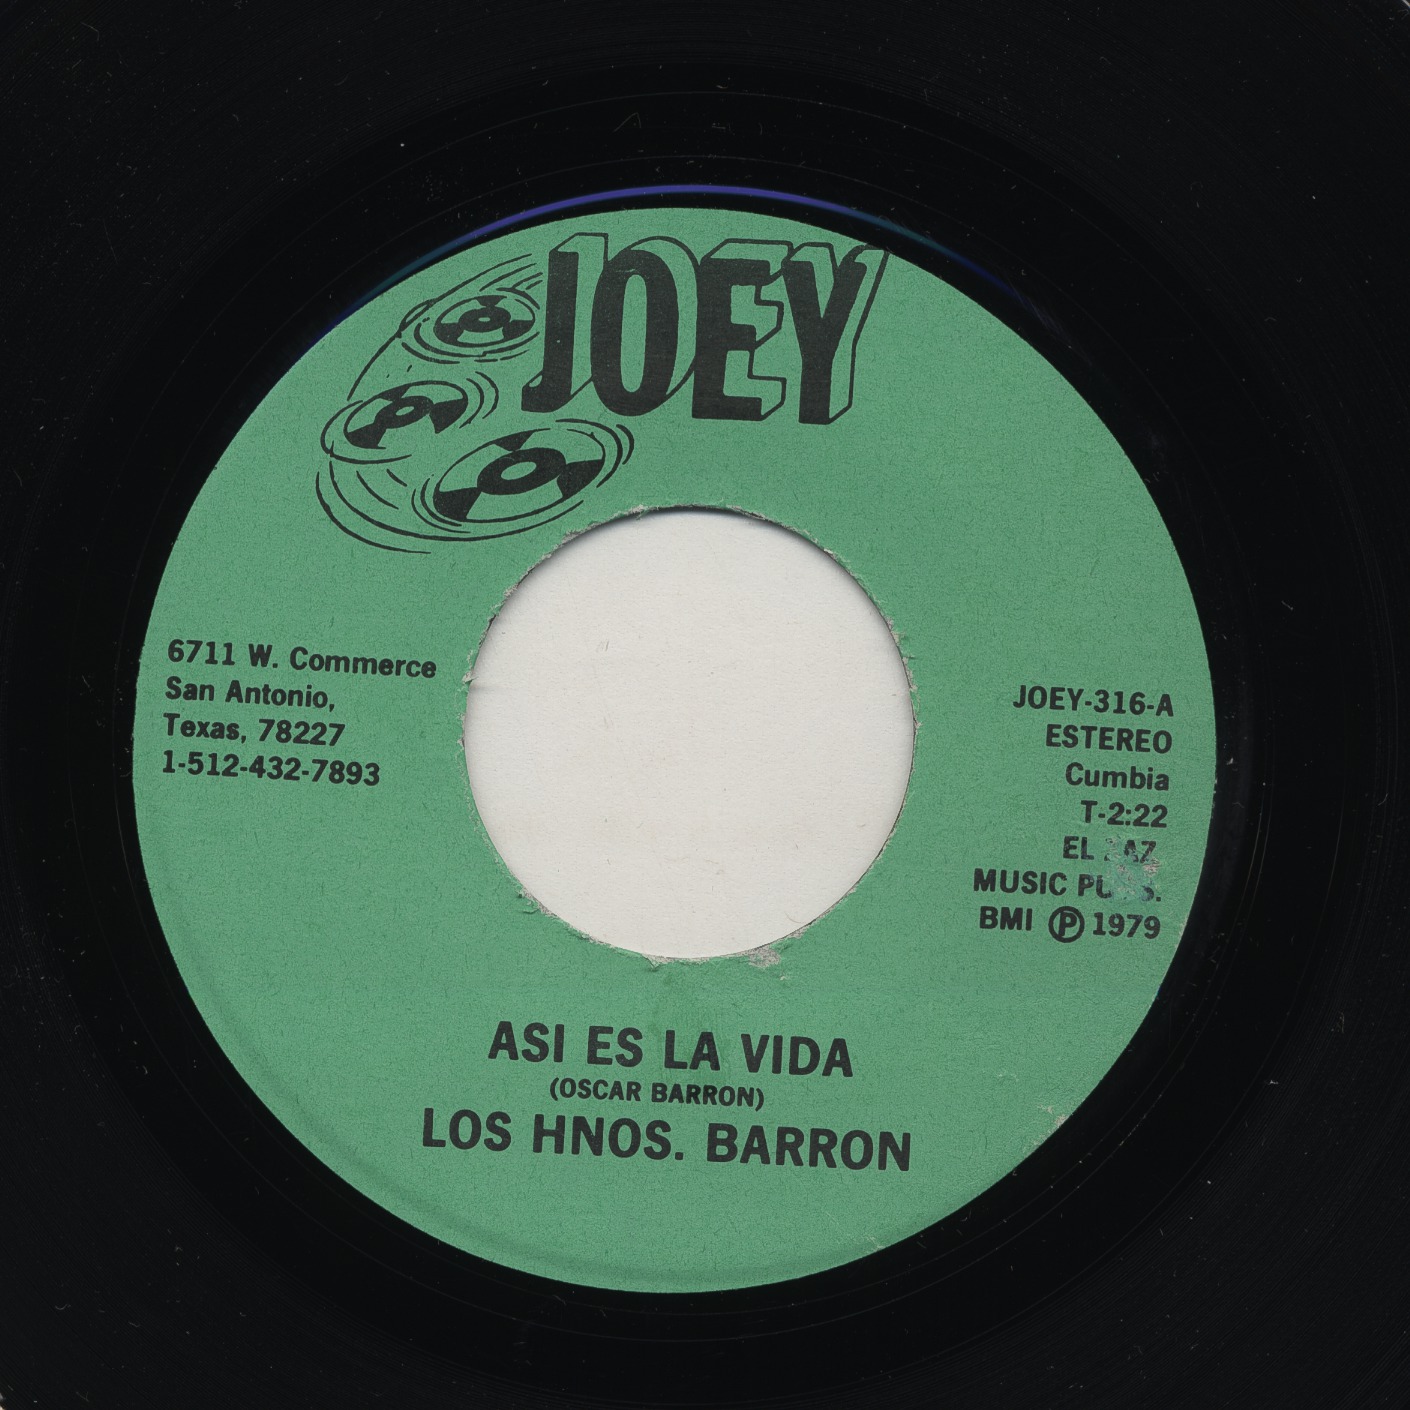 JOEY
6711 W. Commerce
San Antonio,
Texas, 78227
1-512-432-7893
JOEY-316-A
ESTEREO
Cumbia
T-2:22
EL
MUSIC
BMI Ⓟ 1979
ASI ES LA VIDA
(OSCAR BARRON)
LOS HNOS. BARRON